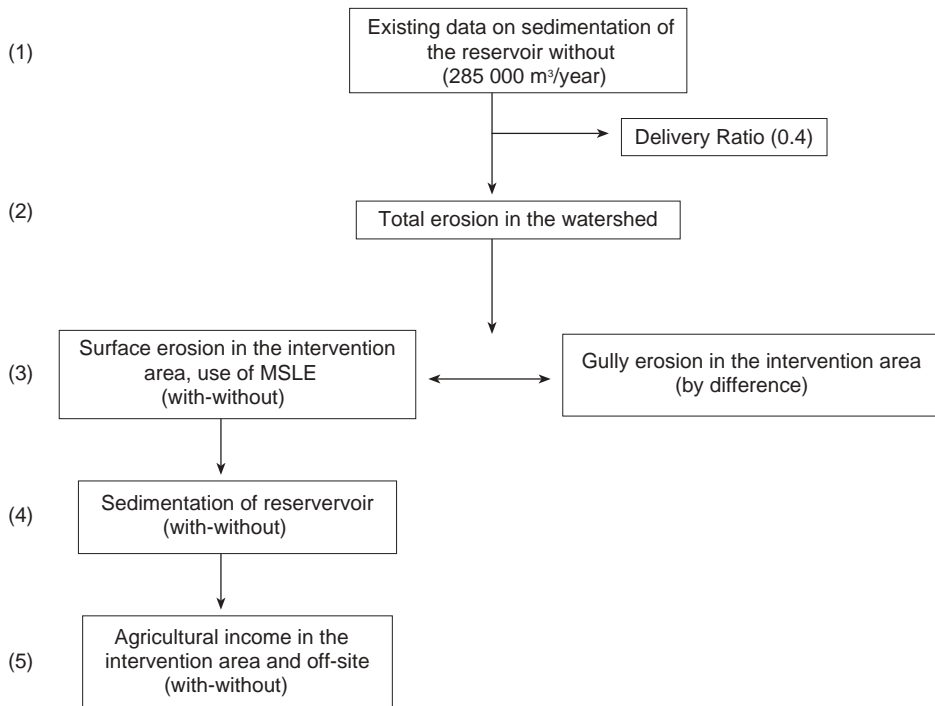 (1)
Existing data on sedimentation of
the reservoir without
(285 000 m³/year)
Delivery Ratio (0.4)
(2)
Total erosion in the watershed
(3)
Surface erosion in the intervention
area, use of MSLE
(with-without)
Gully erosion in the intervention area
(by difference)
(4)
Sedimentation of reservervoir
(with-without)
(5)
Agricultural income in the
intervention area and off-site
(with-without)